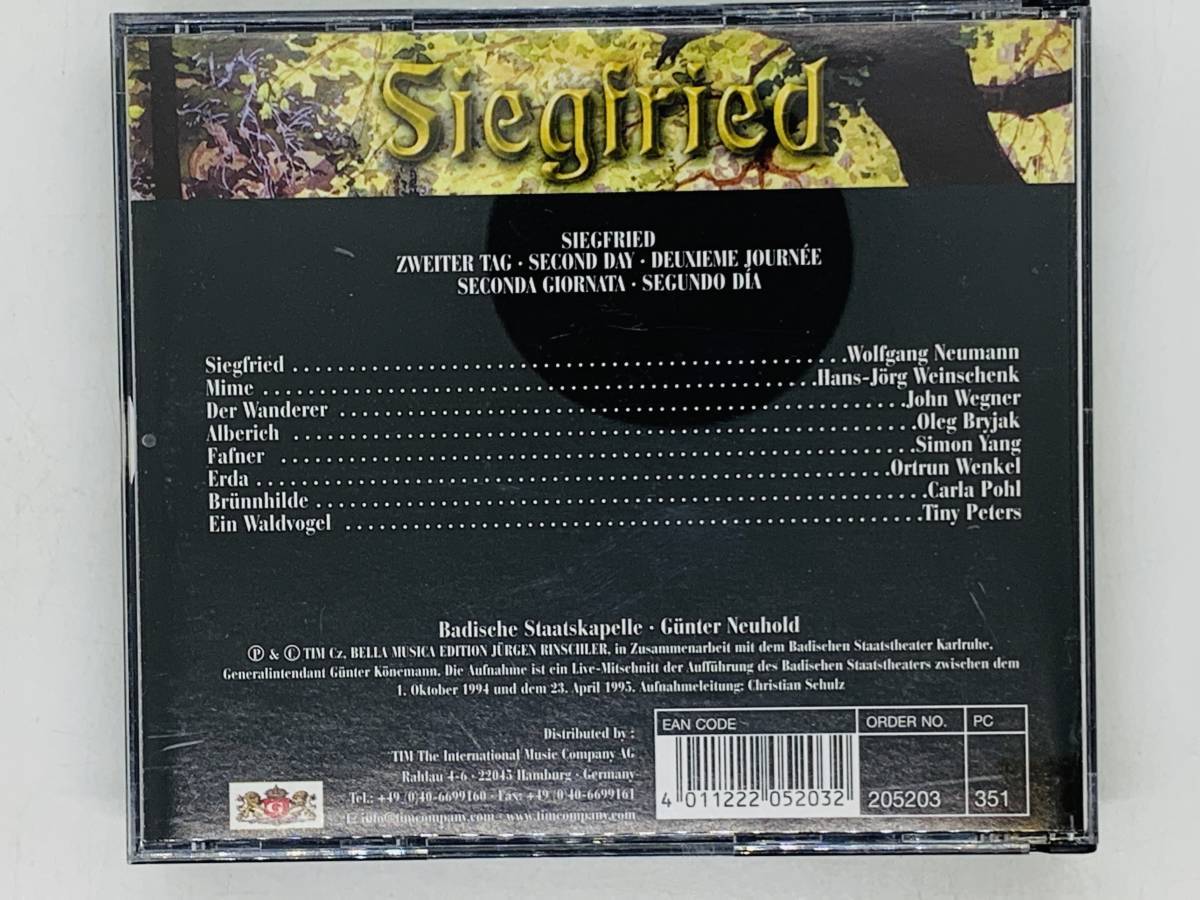 Siegfried
SIEGFRIED
ZWEITER TAG · SECOND DAY · DEUXIEME JOURNÉE
SECONDA GIORNATA · SEGUNDO DÍA
Siegfried ........................................................ Wolfgang Neumann
Mime ........................................................ Hans-Jörg Weinschenk
Der Wanderer ........................................................ John Wegner
Alberich ........................................................ Oleg Bryjak
Fafner ........................................................ Simon Yang
Erda ........................................................ Ortrun Wenkel
Brünnhilde ........................................................ Carla Pohl
Ein Waldvogel ........................................................ Tiny Peters
Badische Staatskapelle · Günter Neuhold
Ⓟ & Ⓒ TIM Cz, BELLA MUSICA EDITION JÜRGEN RINSCHLER, in Zusammenarbeit mit dem Badischen Staatstheater Karlruhe,
Generalintendant Günter Könemann. Die Aufnahme ist ein Live-Mitschnitt der Aufführung des Badischen Staatstheaters zwischen dem
1. Oktober 1994 und dem 23. April 1995. Aufnahmeleitung: Christian Schulz
Distributed by :
TIM The International Music Company AG
Rahlau 4-6 · 22045 Hamburg · Germany
Tel.: +49 (0)40-6699160 · Fax: +49 (0)40-6699161
E: info@timcompany.com · www.timcompany.com
G
EAN CODE ORDER NO. PC
4 011222 052032 205203 351